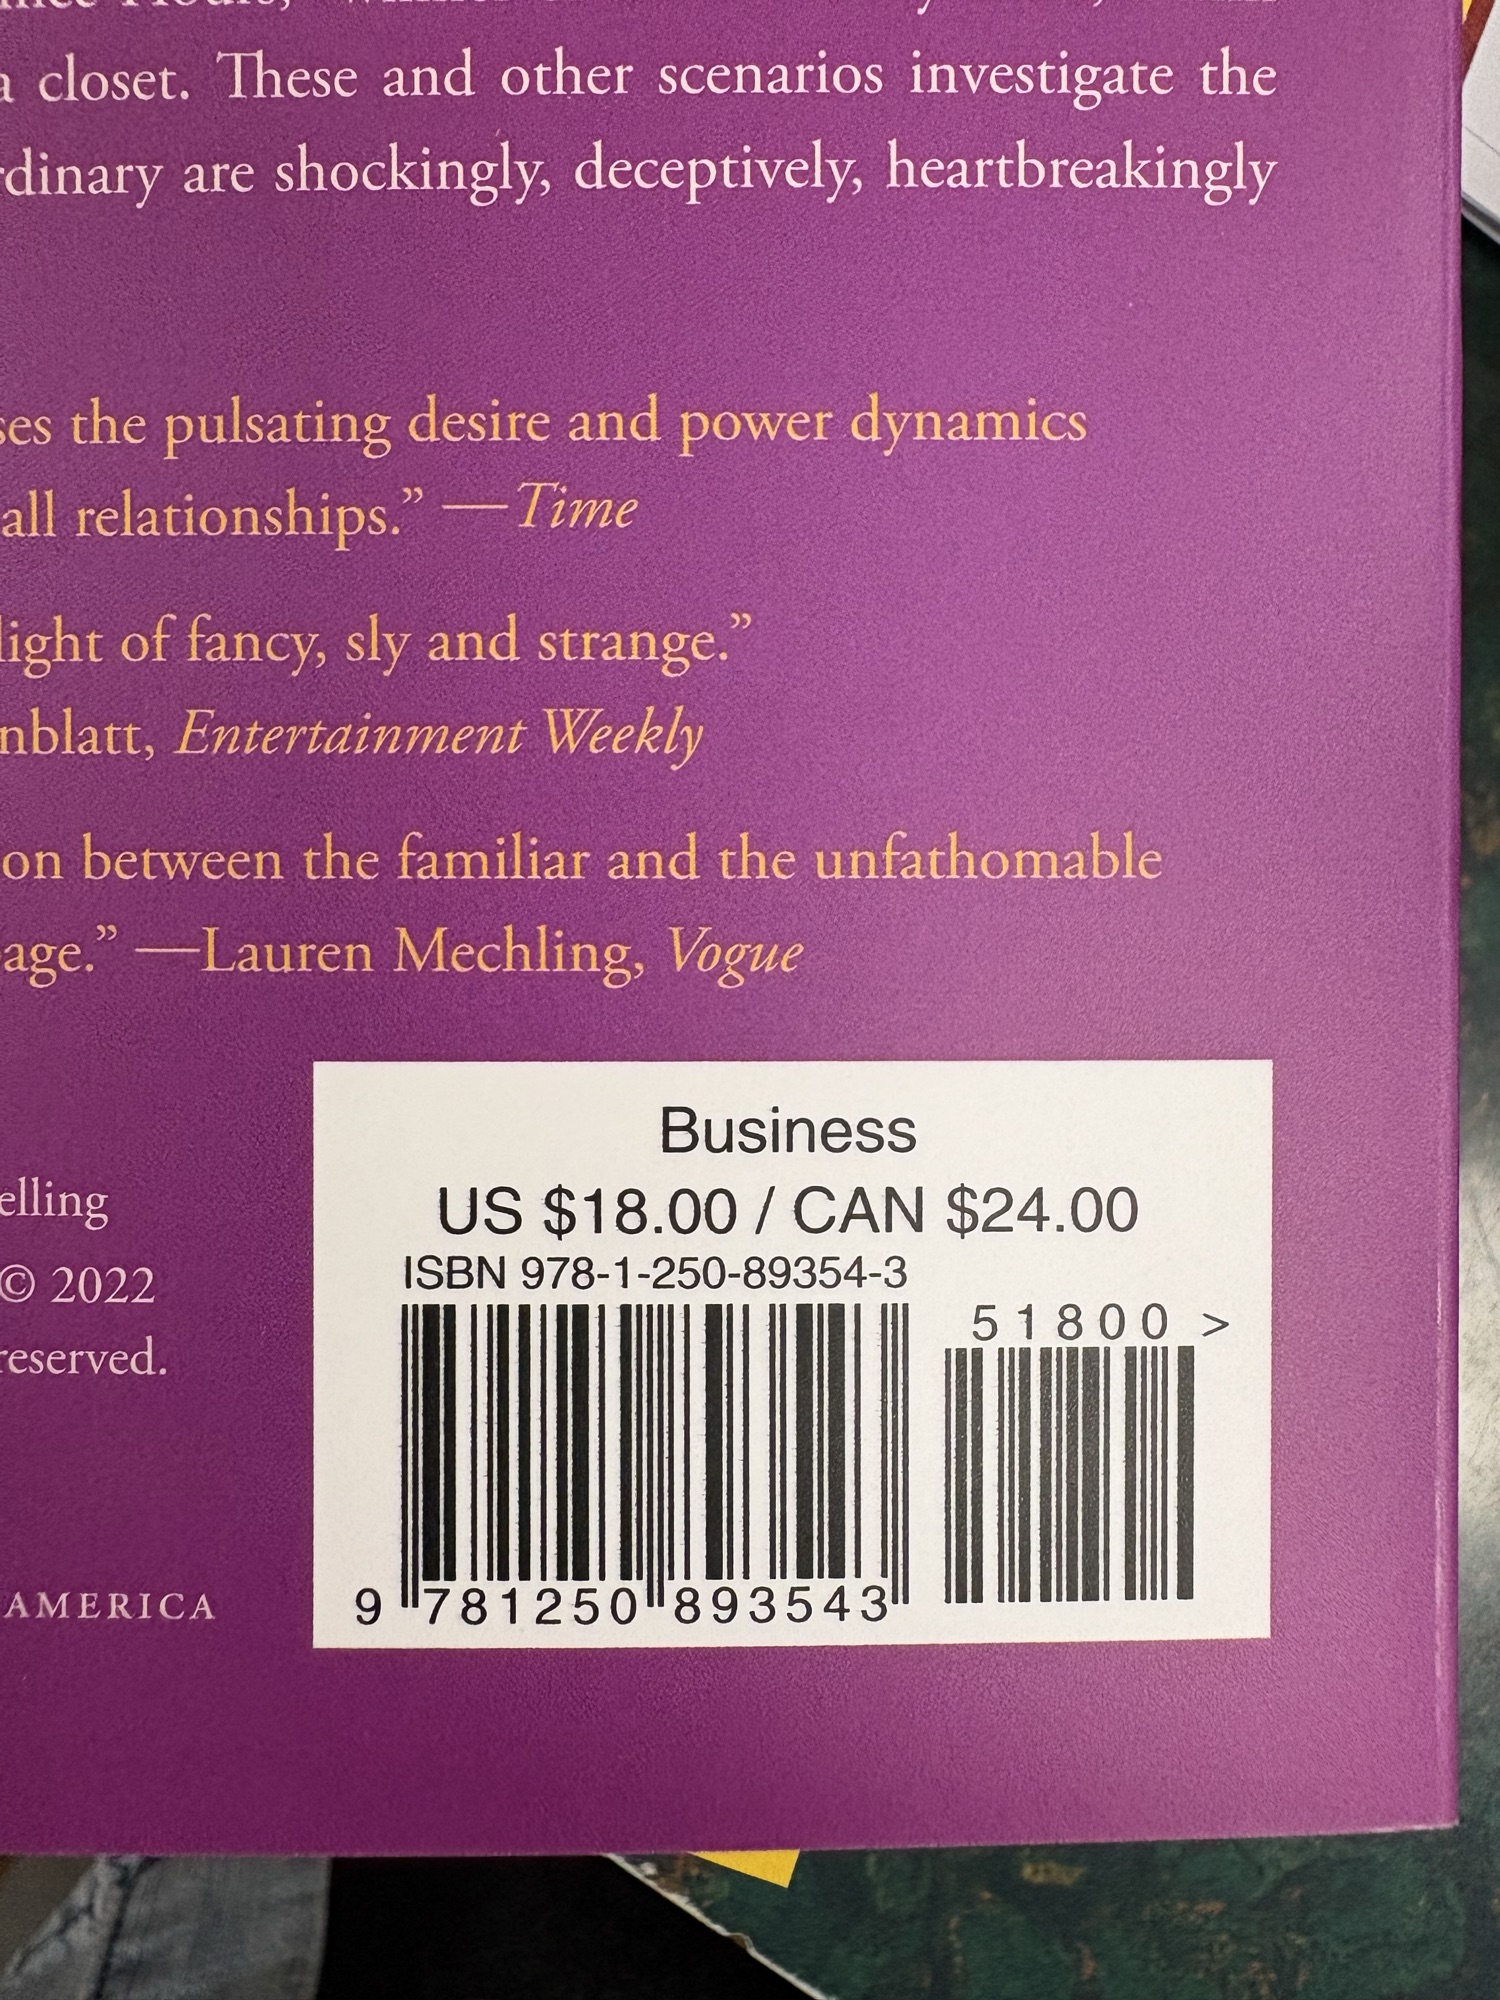 a closet. These and other scenarios investigate the
rdinary are shockingly, deceptively, heartbreakingly
ses the pulsating desire and power dynamics
all relationships.” —Time
light of fancy, sly and strange.”
nblatt, Entertainment Weekly
on between the familiar and the unfathomable
age.” —Lauren Mechling, Vogue
elling
© 2022
reserved.
AMERICA
Business
US $18.00 / CAN $24.00
ISBN 978-1-250-89354-3
51800 >
9 781250 893543